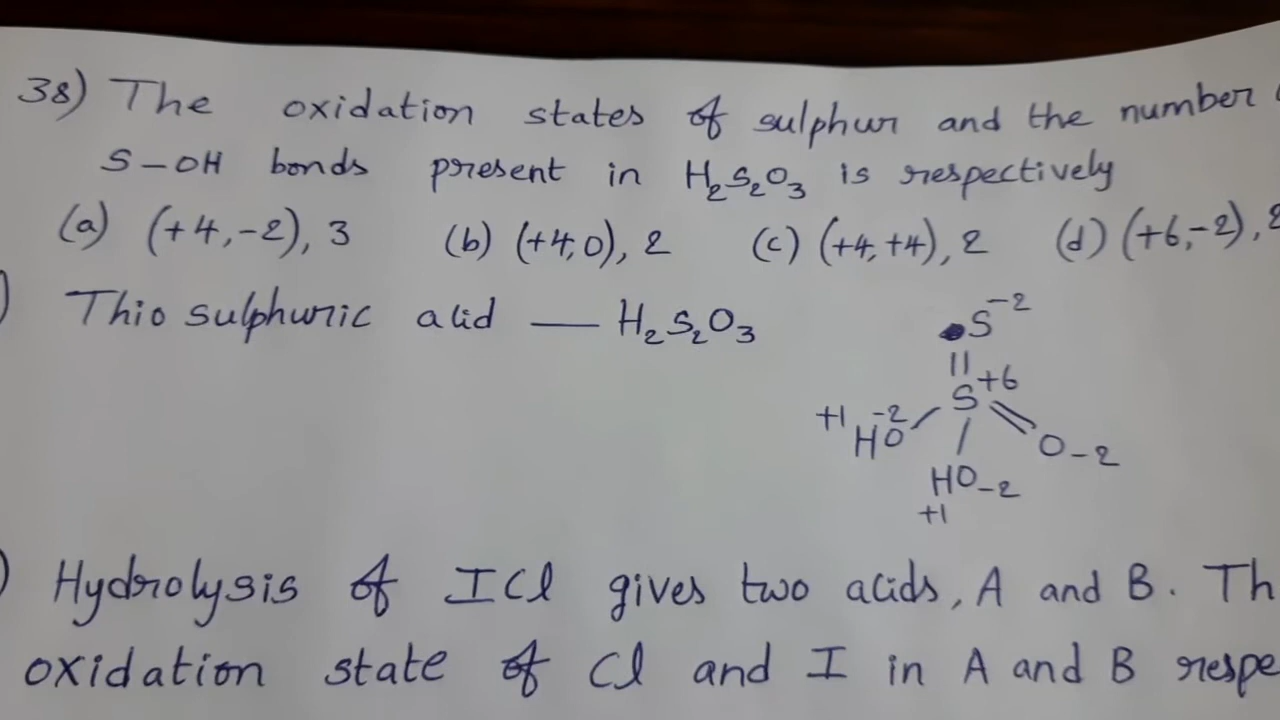 38) The oxidation states of sulphur and the number
S-OH bonds present in H₂S₂O₃ is respectively
(a) (+4,-2), 3 (b) (+4,0), 2 (c) (+4,+4), 2 (d) (+6,-2), 2
) Thio sulphuric acid — H₂S₂O₃
S⁻²
||
S +6
+1 -2
HO
O-2
HO-2
+1
) Hydrolysis of ICl gives two acids, A and B. Th
oxidation state of Cl and I in A and B respe